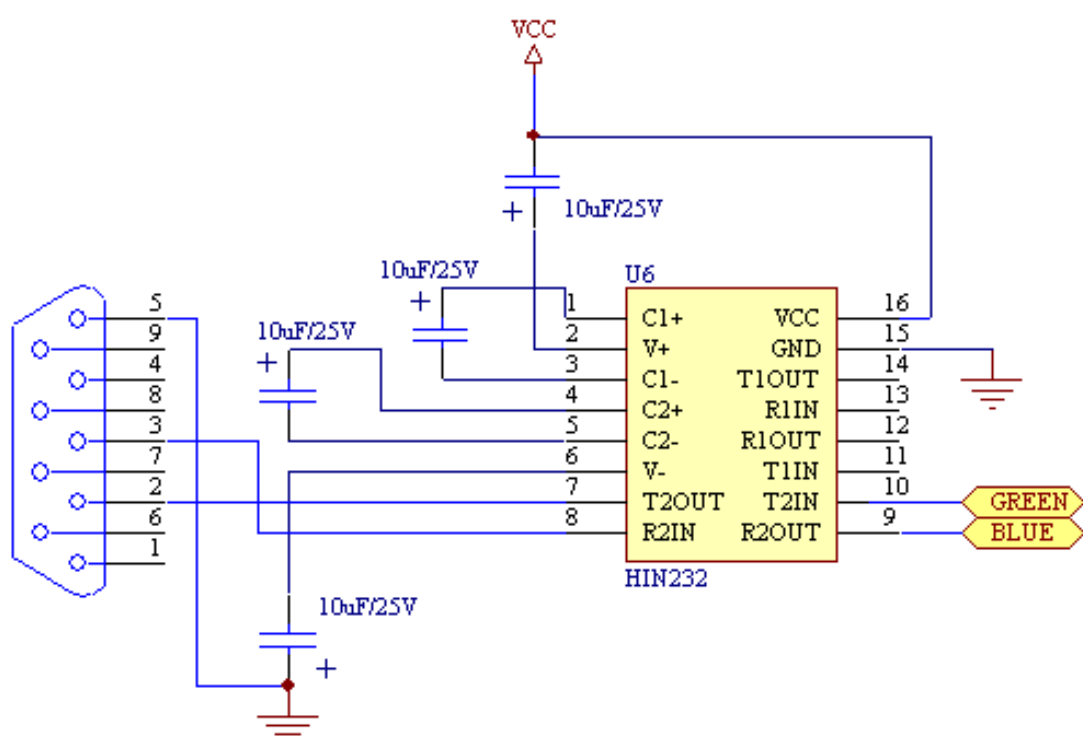 VCC
+ 10uF/25V
10uF/25V
+
10uF/25V
+
U6
5
9
4
8
3
7
2
6
1
1 C1+ VCC 16
2 V+ GND 15
3 C1- T1OUT 14
4 C2+ R1IN 13
5 C2- R1OUT 12
6 V- T1IN 11
7 T2OUT T2IN 10 GREEN
8 R2IN R2OUT 9 BLUE
HIN232
10uF/25V
+